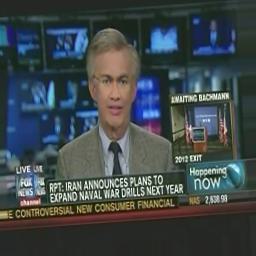 AWAITING BACHMANN
2012 EXIT
LIVE
LIVE
FOX
NEWS
channel
RPT: IRAN ANNOUNCES PLANS TO
EXPAND NAVAL WAR DRILLS NEXT YEAR
Happening
now
E CONTROVERSIAL NEW CONSUMER FINANCIAL
NAS 2,638.98